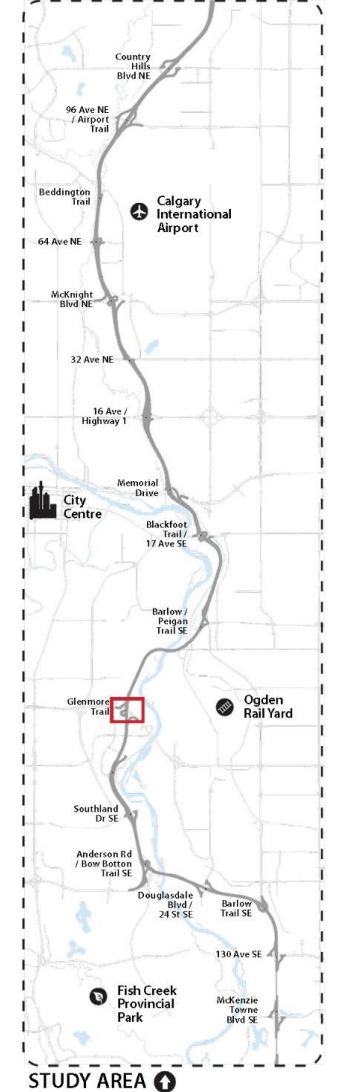 Country
Hills
Blvd NE
96 Ave NE
/ Airport
Trail
Beddington
Trail
Calgary
International
Airport
64 Ave NE
McKnight
Blvd NE
32 Ave NE
16 Ave /
Highway 1
Memorial
Drive
City
Centre
Blackfoot
Trail /
17 Ave SE
Barlow /
Peigan
Trail SE
Glenmore
Trail
Ogden
Rail Yard
Southland
Dr SE
Anderson Rd
/ Bow Botton
Trail SE
Douglasdale
Blvd /
24 St SE
Barlow
Trail SE
130 Ave SE
Fish Creek
Provincial
Park
McKenzie
Towne
Blvd SE
STUDY AREA